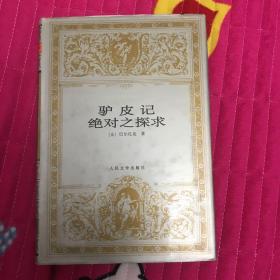 驴皮记
绝对之探求
〔法〕巴尔扎克 著
人民文学出版社